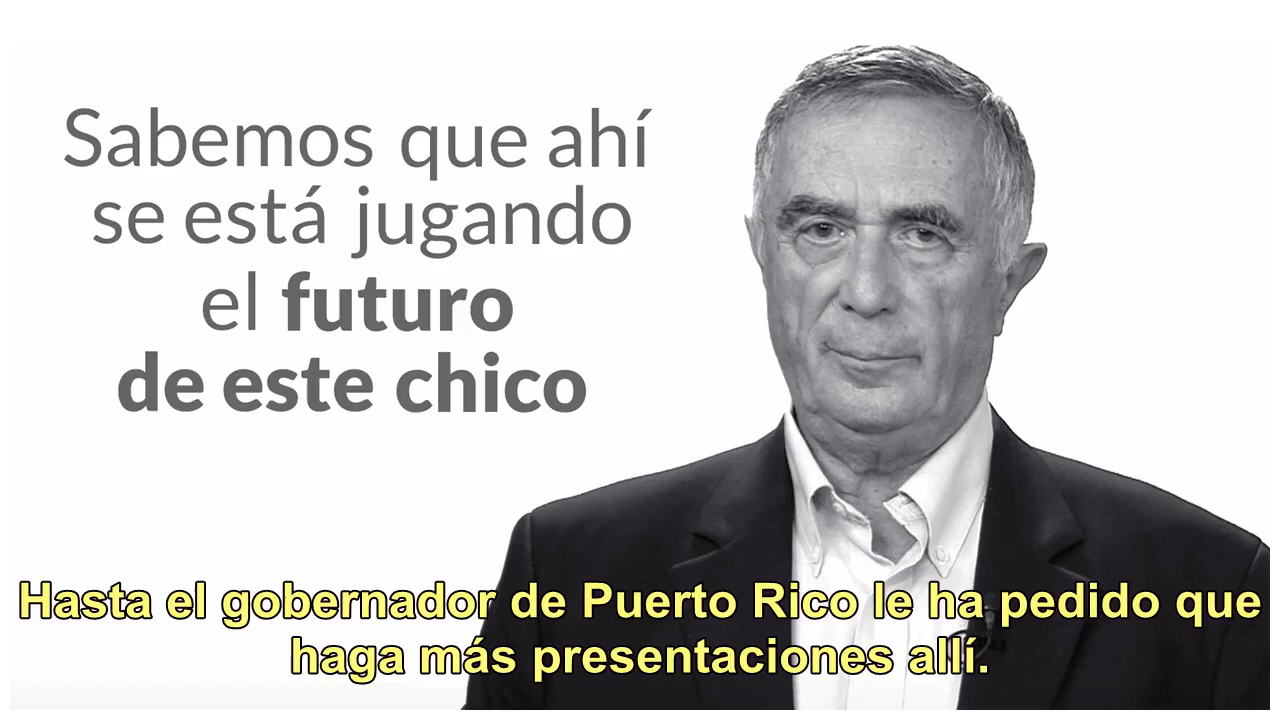 Sabemos que ahí
se está jugando
el futuro
de este chico
Hasta el gobernador de Puerto Rico le ha pedido que
haga más presentaciones allí.